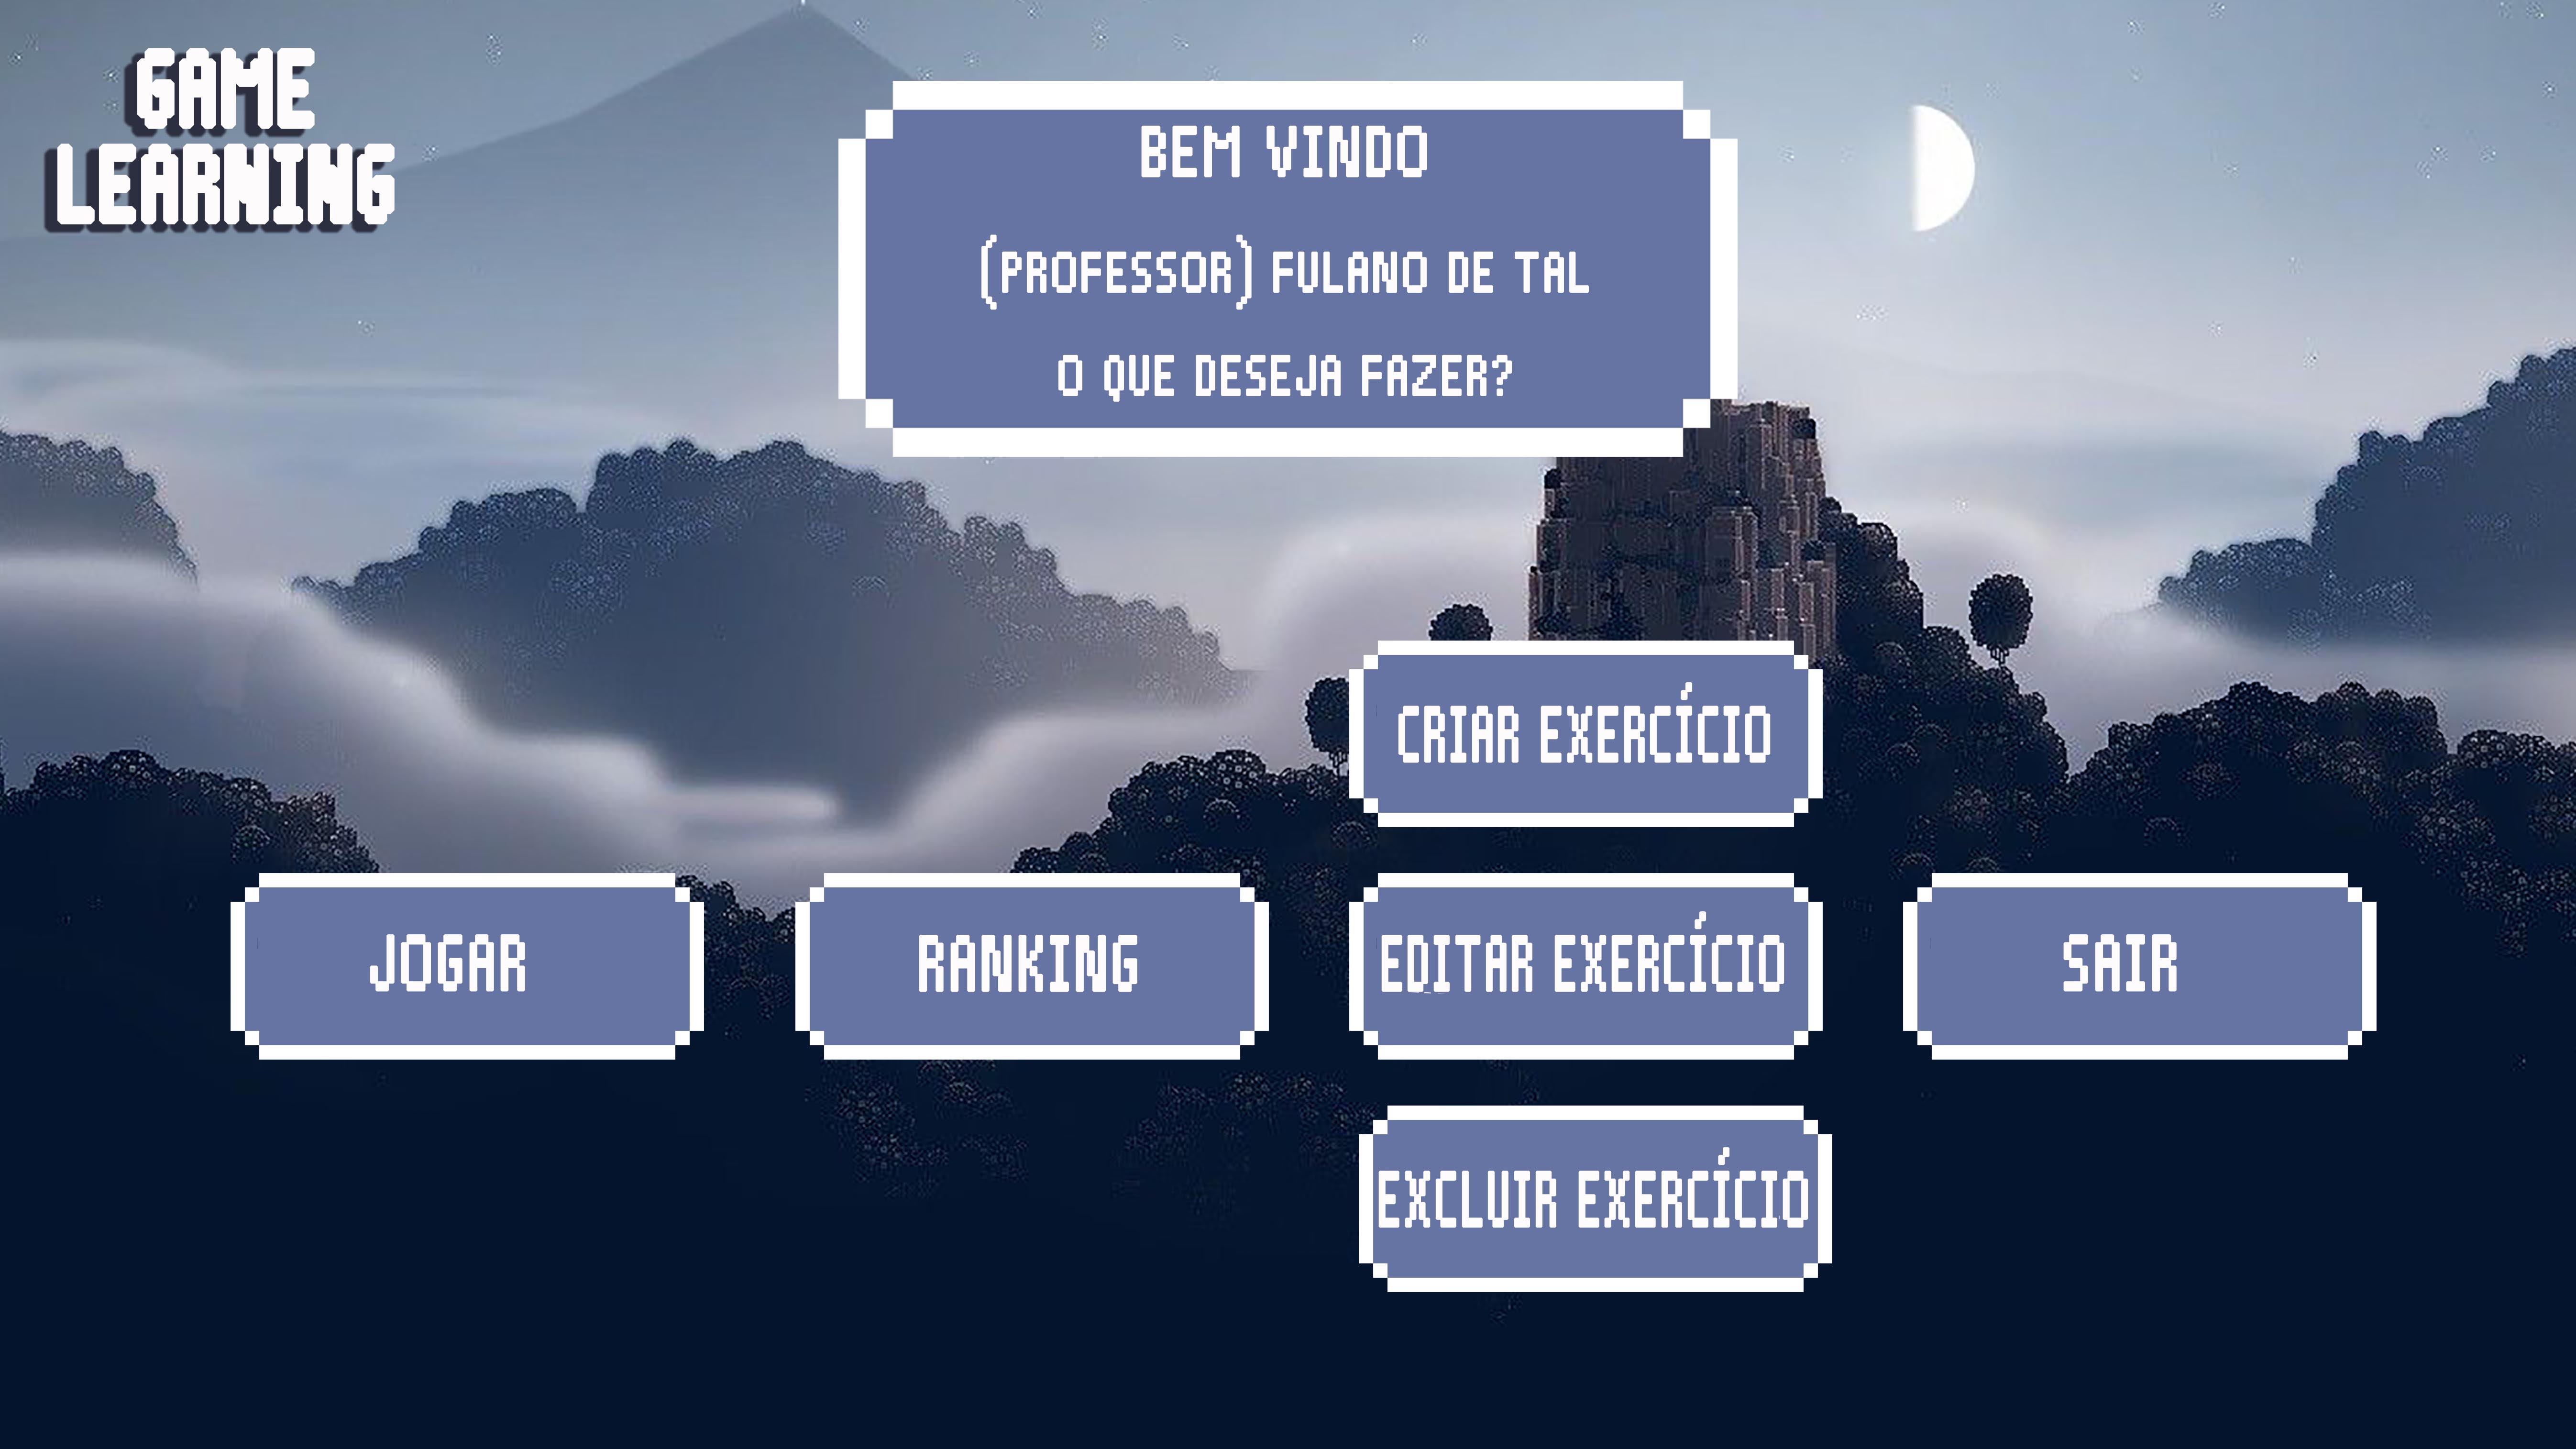 GAME
LEARNING
BEM VINDO
(PROFESSOR) FULANO DE TAL
O QUE DESEJA FAZER?
CRIAR EXERCÍCIO
JOGAR
RANKING
EDITAR EXERCÍCIO
SAIR
EXCLUIR EXERCÍCIO